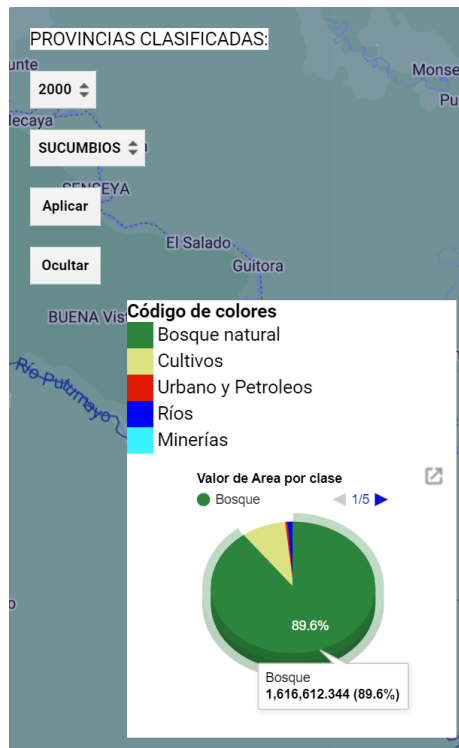 PROVINCIAS CLASIFICADAS:
unte
Monse
Pu
2000
lecaya
SUCUMBIOS
SENSEYA
Aplicar
El Salado
Guitora
Ocultar
BUENA Vis
Código de colores
Bosque natural
Cultivos
Urbano y Petroleos
Ríos
Minerías
Río Putumayo
Valor de Area por clase
Bosque
1/5
89.6%
Bosque
1,616,612.344 (89.6%)